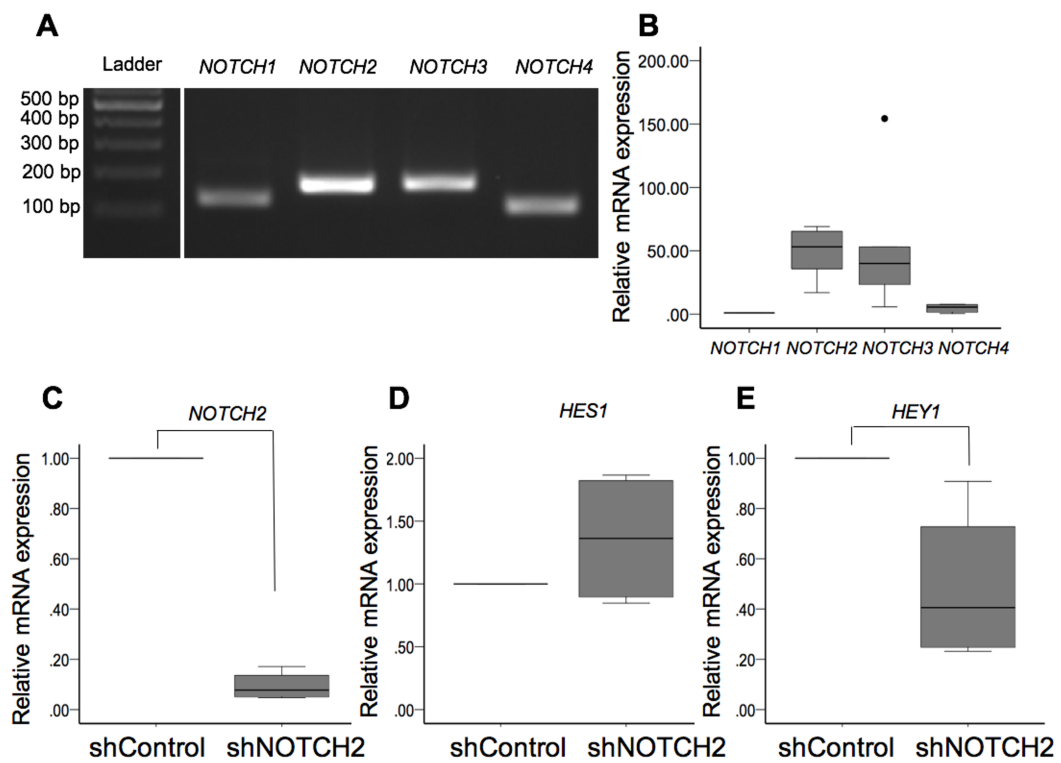 A
Ladder NOTCH1 NOTCH2 NOTCH3 NOTCH4
500 bp
400 bp
300 bp
200 bp
100 bp
B
Relative mRNA expression
200.00
150.00
100.00
50.00
.00
NOTCH1 NOTCH2 NOTCH3 NOTCH4
C
NOTCH2
Relative mRNA expression
1.00
.80
.60
.40
.20
.00
shControl shNOTCH2
D
HES1
Relative mRNA expression
2.00
1.50
1.00
.50
.00
shControl shNOTCH2
E
HEY1
Relative mRNA expression
1.00
.80
.60
.40
.20
.00
shControl shNOTCH2